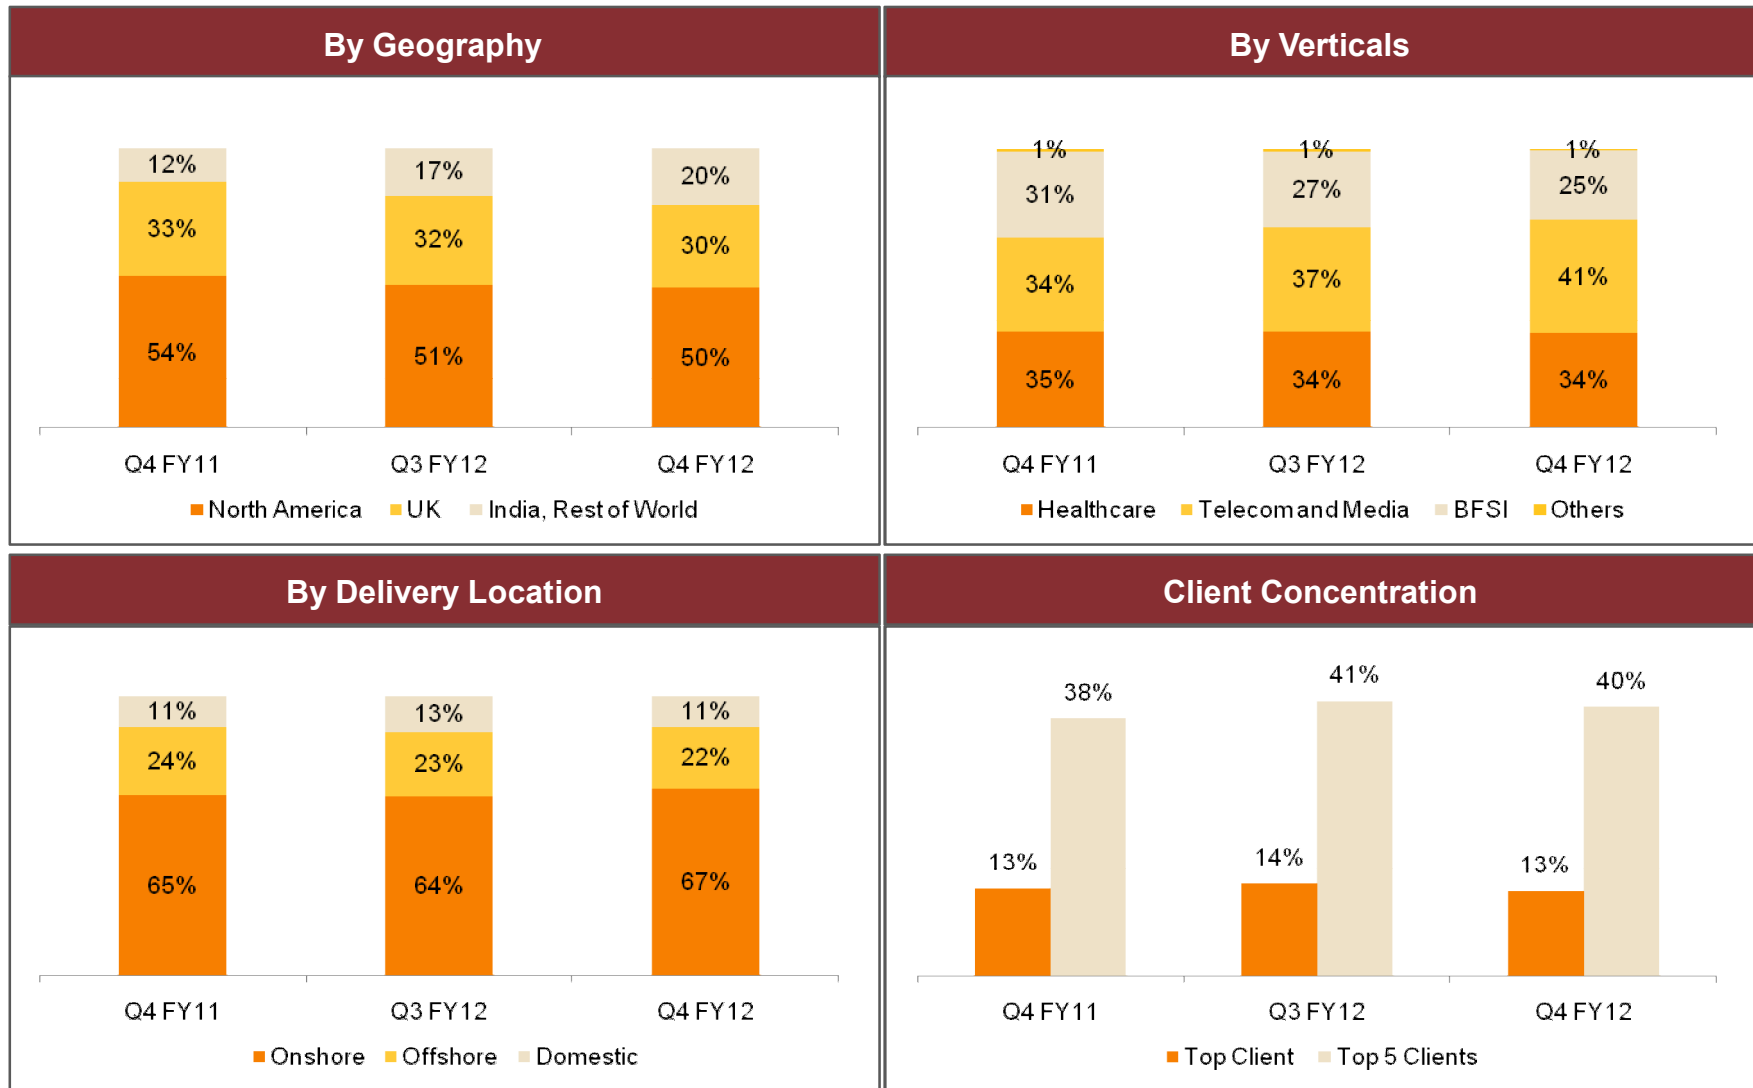 By Geography
12%
17%
20%
33%
32%
30%
54%
51%
50%
Q4 FY11
Q3 FY12
Q4 FY12
North America UK India, Rest of World
By Verticals
1%
1%
1%
31%
27%
25%
34%
37%
41%
35%
34%
34%
Q4 FY11
Q3 FY12
Q4 FY12
Healthcare Telecom and Media BFSI Others
By Delivery Location
11%
13%
11%
24%
23%
22%
65%
64%
67%
Q4 FY11
Q3 FY12
Q4 FY12
Onshore Offshore Domestic
Client Concentration
38%
41%
40%
13%
14%
13%
Q4 FY11
Q3 FY12
Q4 FY12
Top Client Top 5 Clients